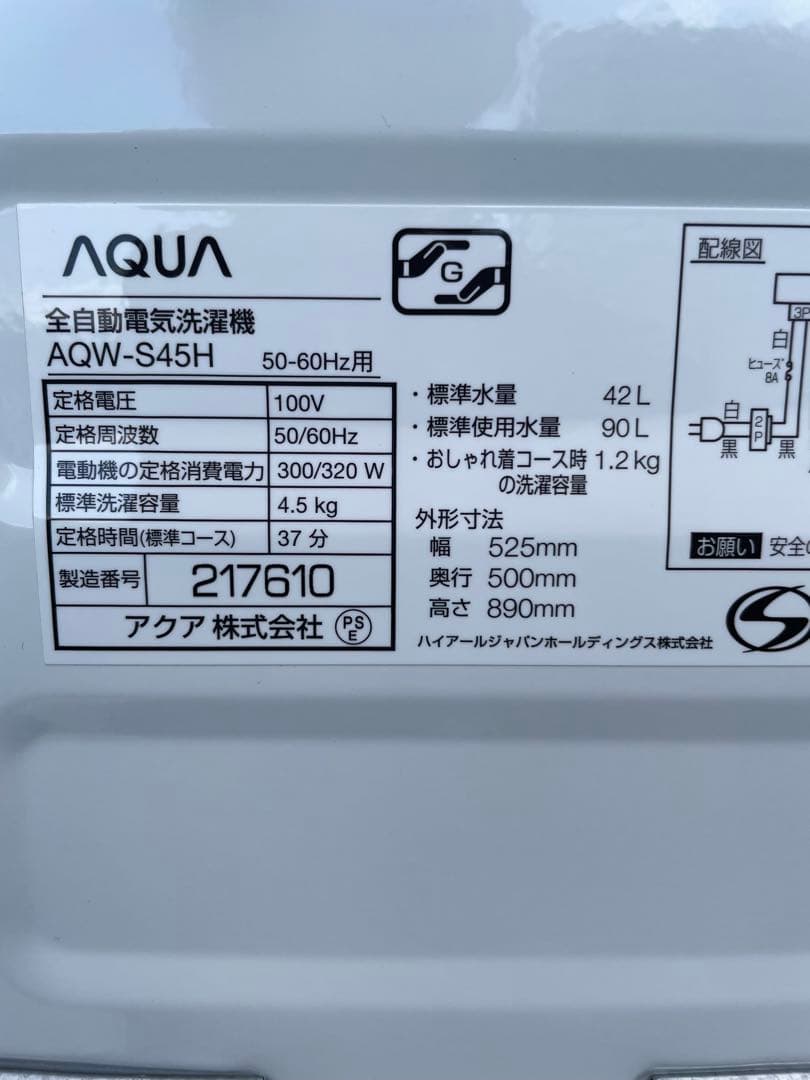 AQUA
全自動電気洗濯機
AQW-S45H 50-60Hz用
定格電圧 100V
定格周波数 50/60Hz
電動機の定格消費電力 300/320 W
標準洗濯容量 4.5 kg
定格時間(標準コース) 37 分
製造番号 217610
アクア 株式会社 PSE
G
・標準水量 42L
・標準使用水量 90L
・おしゃれ着コース時 1.2kg
の洗濯容量
外形寸法
幅 525mm
奥行 500mm
高さ 890mm
ハイアールジャパンホールディングス株式会社
配線図
3P
白
ヒューズ
8A
白
2P
黒 黒
お願い 安全